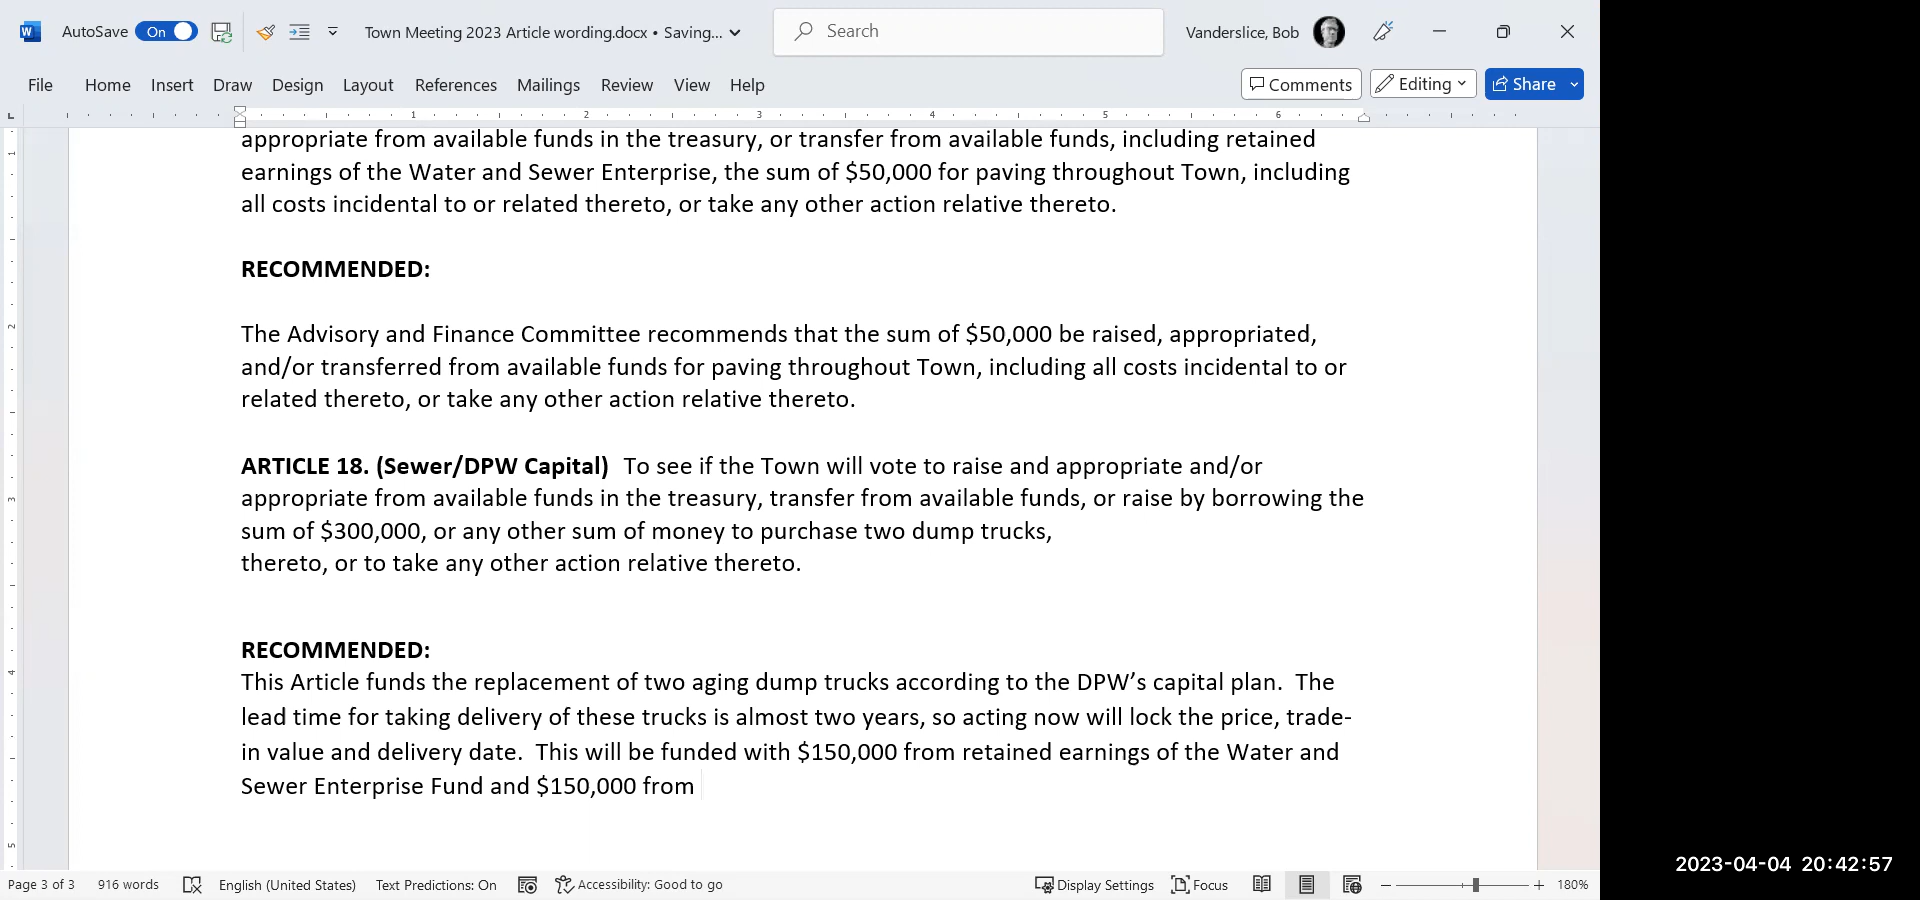 AutoSave On Town Meeting 2023 Article wording.docx • Saving... Search Vanderslice, Bob
File Home Insert Draw Design Layout References Mailings Review View Help Comments Editing Share
1 2 3 4 5 6
appropriate from available funds in the treasury, or transfer from available funds, including retained
earnings of the Water and Sewer Enterprise, the sum of $50,000 for paving throughout Town, including
all costs incidental to or related thereto, or take any other action relative thereto.
RECOMMENDED:
The Advisory and Finance Committee recommends that the sum of $50,000 be raised, appropriated,
and/or transferred from available funds for paving throughout Town, including all costs incidental to or
related thereto, or take any other action relative thereto.
ARTICLE 18. (Sewer/DPW Capital) To see if the Town will vote to raise and appropriate and/or
appropriate from available funds in the treasury, transfer from available funds, or raise by borrowing the
sum of $300,000, or any other sum of money to purchase two dump trucks,
thereto, or to take any other action relative thereto.
RECOMMENDED:
This Article funds the replacement of two aging dump trucks according to the DPW’s capital plan. The
lead time for taking delivery of these trucks is almost two years, so acting now will lock the price, trade-
in value and delivery date. This will be funded with $150,000 from retained earnings of the Water and
Sewer Enterprise Fund and $150,000 from
1
2
3
4
5
2023-04-04 20:42:57
Page 3 of 3 916 words English (United States) Text Predictions: On Accessibility: Good to go Display Settings Focus 180%